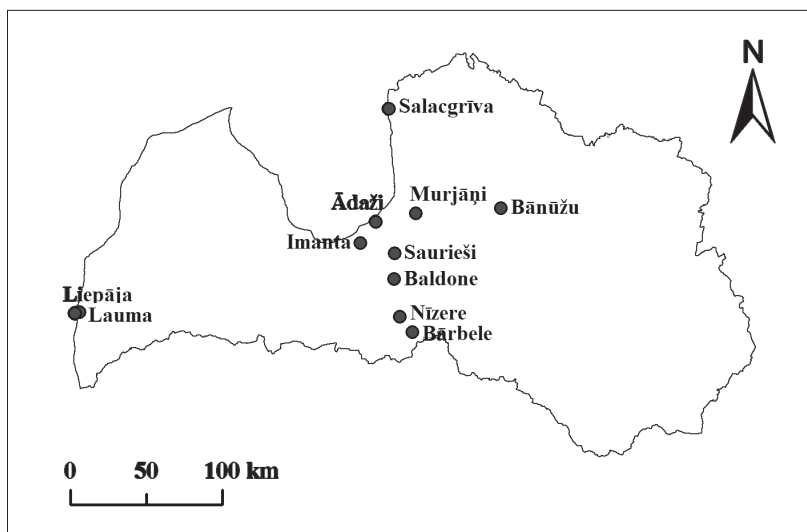 N
Salacgrīva
Murjāņi
Ādaži
Bānūžu
Imanta
Saurieši
Baldone
Liepāja
Lauma
Nīzere
Bārbele
0 50 100 km